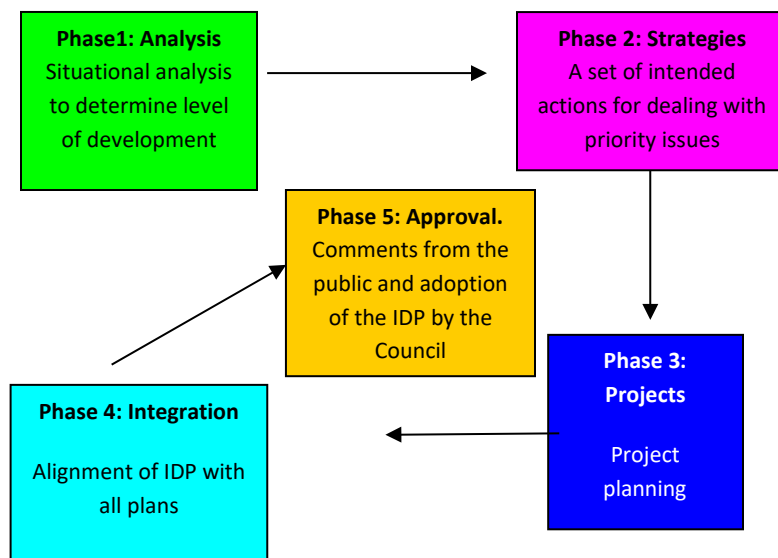 Phase1: Analysis
Situational analysis
to determine level
of development
Phase 2: Strategies
A set of intended
actions for dealing with
priority issues
Phase 5: Approval.
Comments from the
public and adoption
of the IDP by the
Council
Phase 3:
Projects
Project
planning
Phase 4: Integration
Alignment of IDP with
all plans